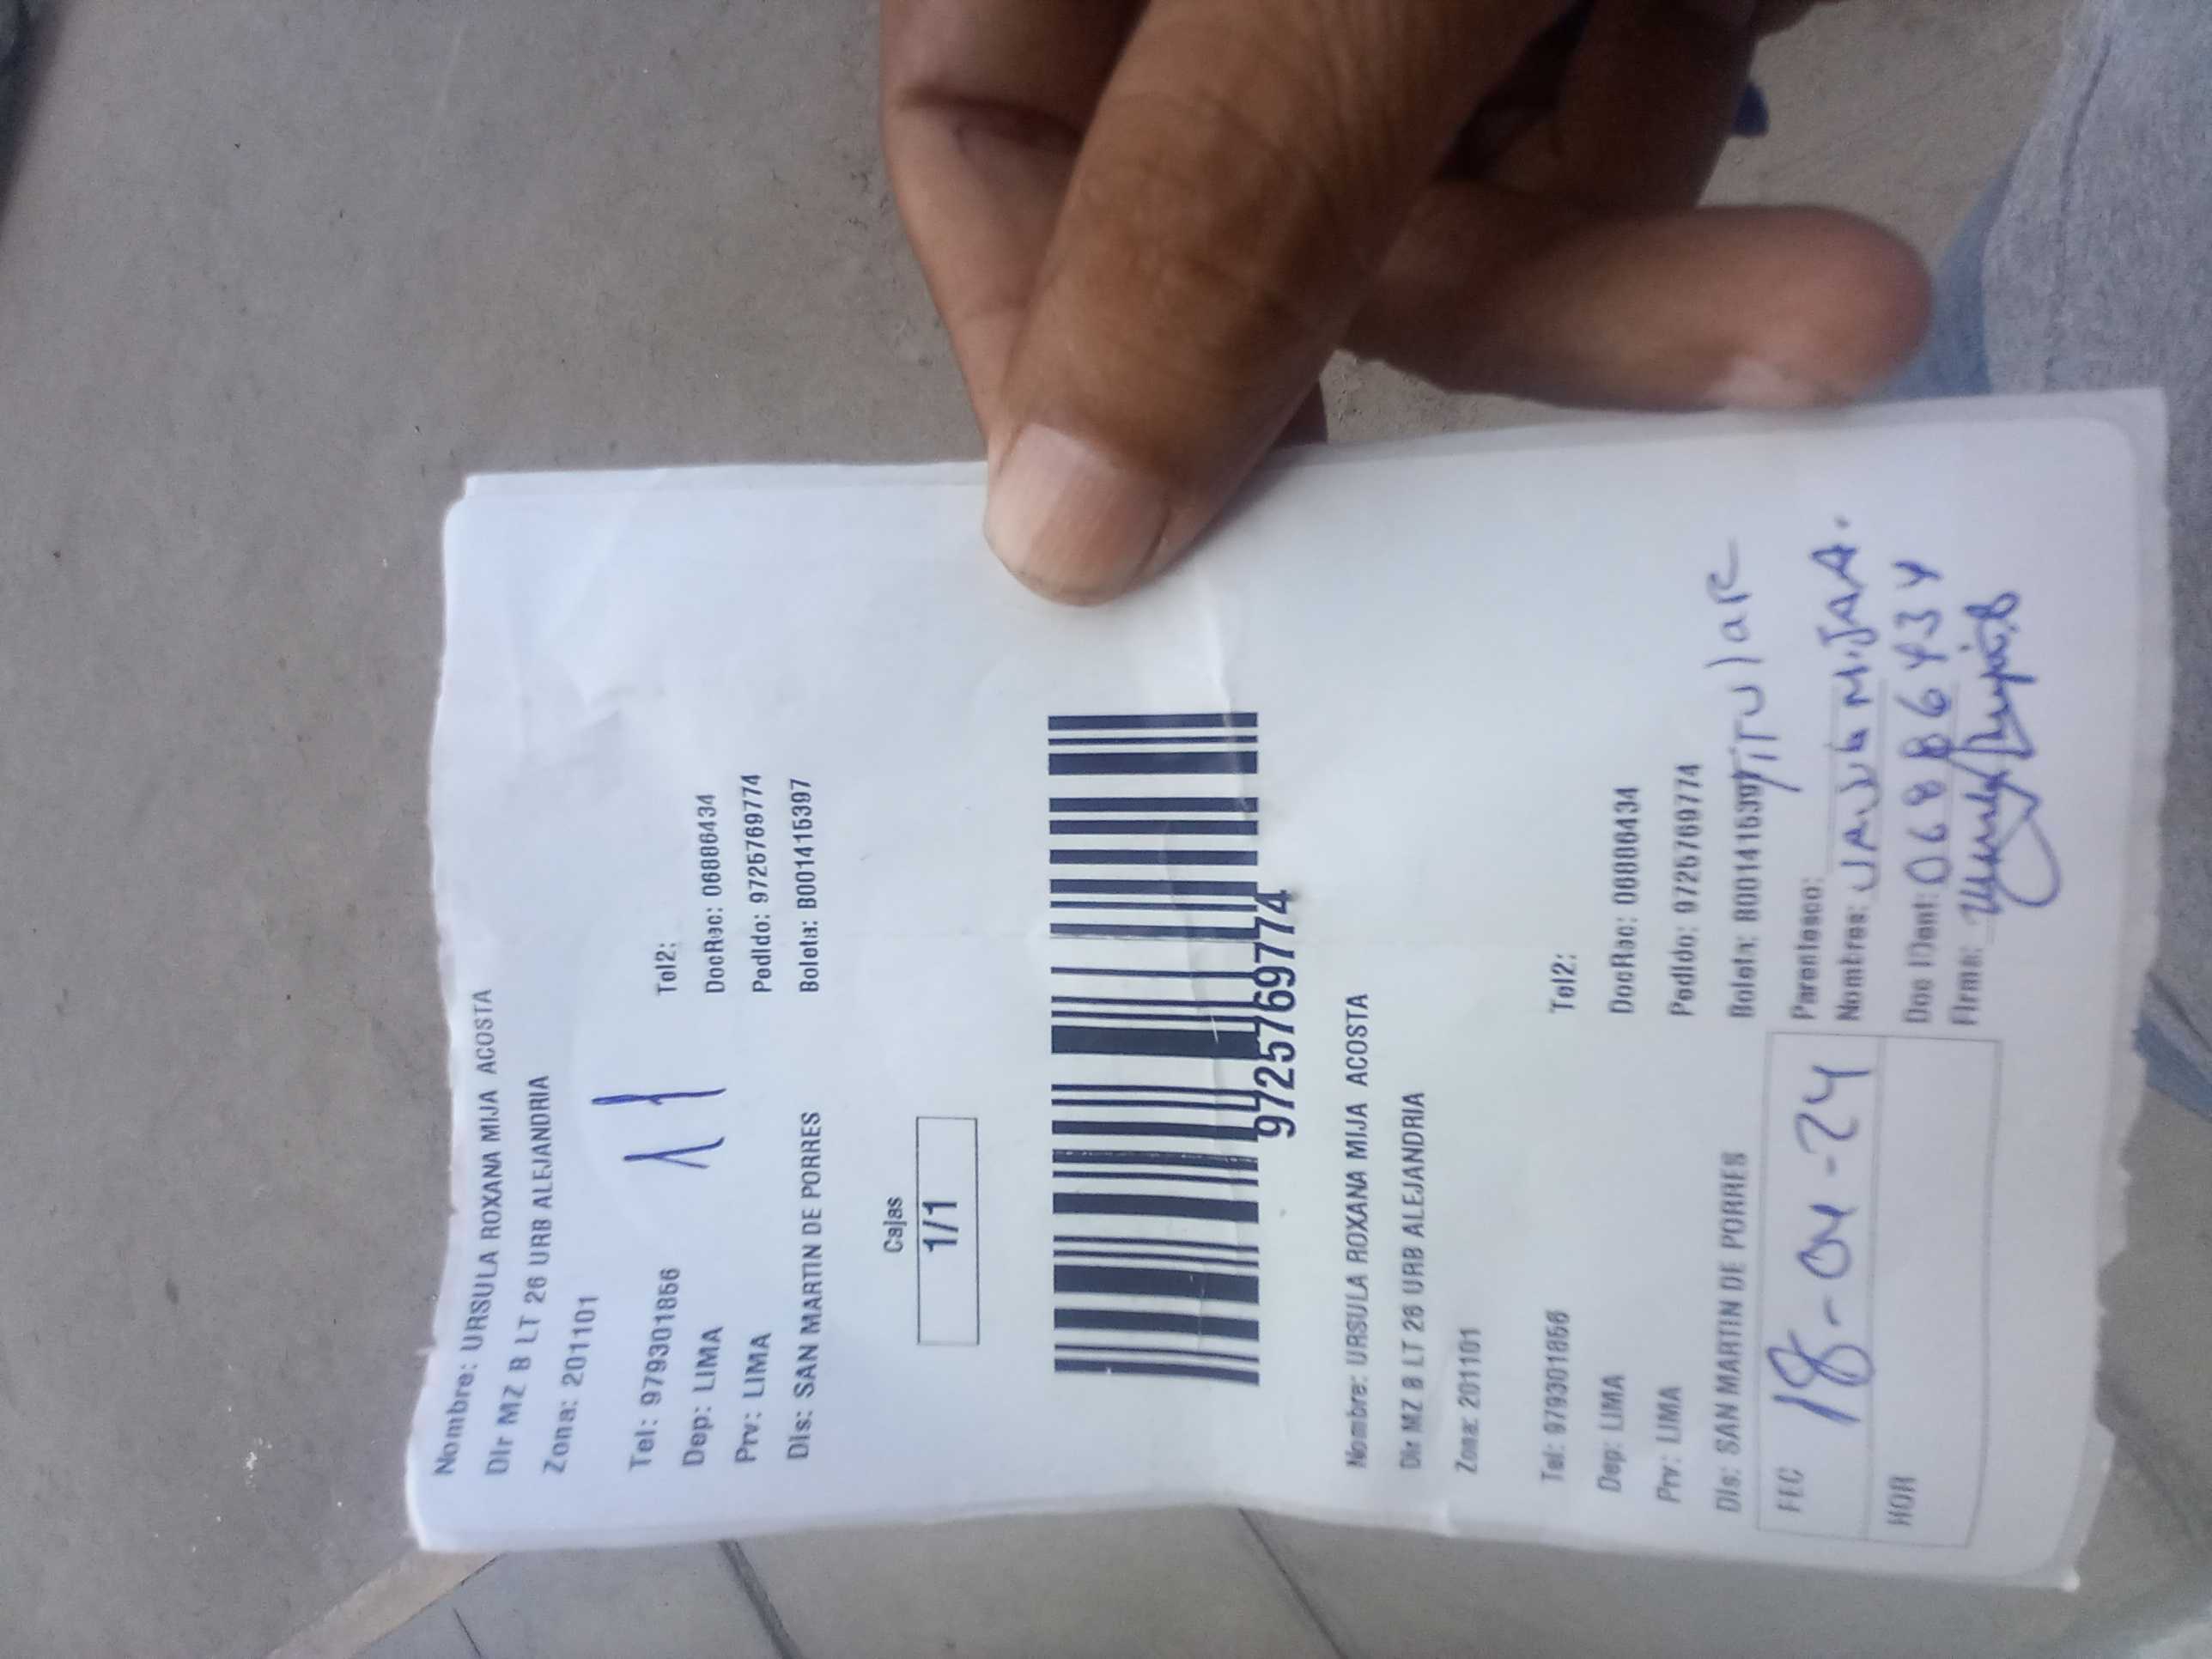 Nombre: URSULA ROXANA MIJA ACOSTA
Dir MZ B LT 26 URB ALEJANDRIA
Zona: 201101
Tel: 979301856 Tel2:
Dep: LIMA DocRec: 06886434
Prv: LIMA Pedido: 9725769774
Dis: SAN MARTIN DE PORRES Boleta: B001415397
Cajas
1/1
9725769774
Nombre: URSULA ROXANA MIJA ACOSTA
Dir MZ B LT 26 URB ALEJANDRIA
Zona: 201101
Tel: 979301856 Tel2:
Dep: LIMA DocRec: 06886434
Prv: LIMA Pedido: 9725769774
Dis: SAN MARTIN DE PORRES Boleta: B001415397
FEC 18-04-24
HOR
Parentesco: TiTular
Nombres: MIJA A.
Doc IDent: 06886434
Firma: